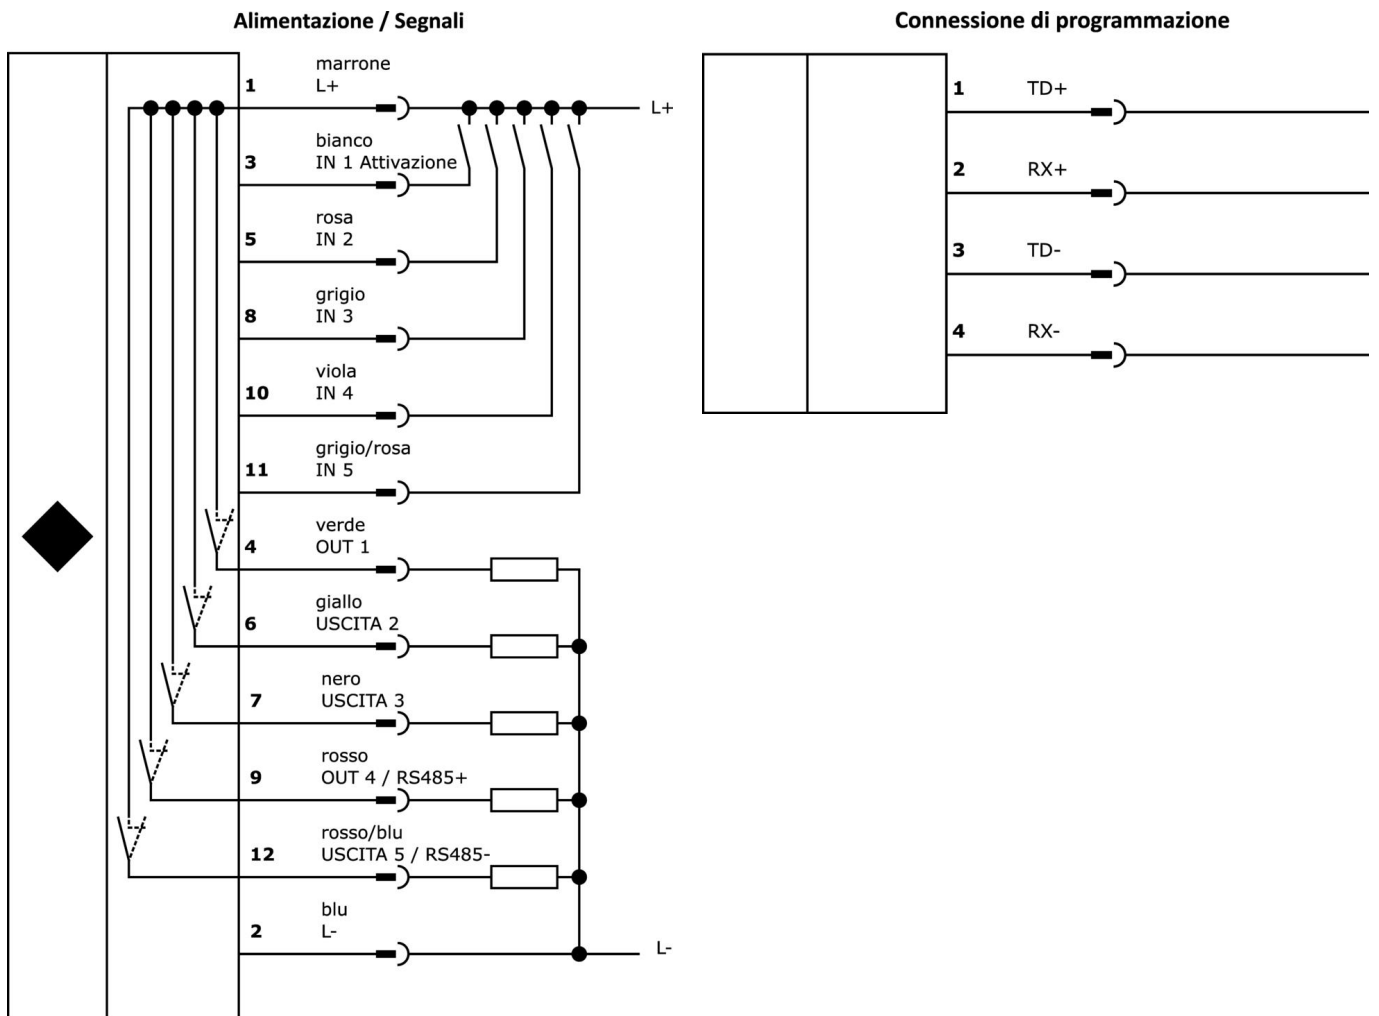 Alimentazione / Segnali
1
marrone
L+
L+
3
bianco
IN 1 Attivazione
5
rosa
IN 2
8
grigio
IN 3
10
viola
IN 4
11
grigio/rosa
IN 5
4
verde
OUT 1
6
giallo
USCITA 2
7
nero
USCITA 3
9
rosso
OUT 4 / RS485+
12
rosso/blu
USCITA 5 / RS485-
2
blu
L-
L-
Connessione di programmazione
1 TD+
2 RX+
3 TD-
4 RX-